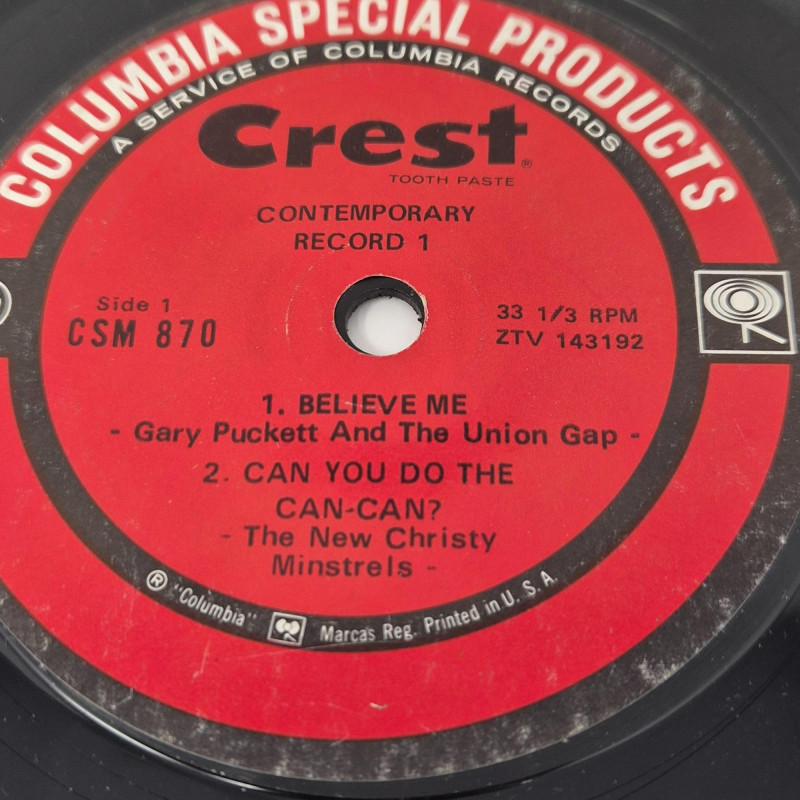 COLUMBIA SPECIAL PRODUCTS
A SERVICE OF COLUMBIA RECORDS
Crest®
TOOTH PASTE
CONTEMPORARY
RECORD 1
Side 1
CSM 870
33 1/3 RPM
ZTV 143192
1. BELIEVE ME
- Gary Puckett And The Union Gap -
2. CAN YOU DO THE
CAN-CAN?
- The New Christy
Minstrels -
® "Columbia" Marcas Reg. Printed in U. S. A.